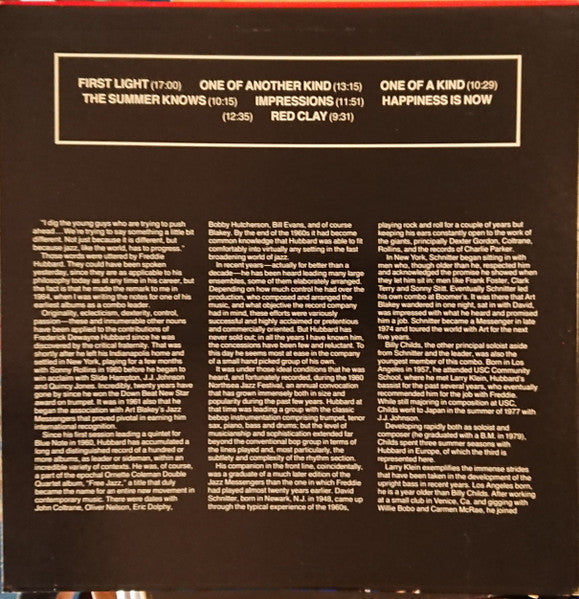 FIRST LIGHT (17:00) ONE OF ANOTHER KIND (13:15) ONE OF A KIND (10:29)
THE SUMMER KNOWS (10:15) IMPRESSIONS (11:51) HAPPINESS IS NOW
(12:35) RED CLAY (9:31)
"I dig the young guys who are trying to push
ahead—We're trying to say something a little bit
different. Not just because it is different, but
because jazz, like the world, has to progress."
Those words were uttered by Freddie
Hubbard. They could have been spoken
yesterday, since they are as applicable to his
philosophy today as at any time in his career, but
the fact is that he made the remark to me in
1964, when I was writing the notes for one of his
first albums as a combo leader.
Originality, eclecticism, dexterity, control,
passion—these and innumerable other nouns
have been applied to the contributions of
Frederick Dewayne Hubbard since he was
discovered by the critical fraternity. That was
shortly after he left his Indianapolis home and
settled in New York, playing for a few months
with Sonny Rollins in 1960 before he began to
win acclaim with Slide Hampton, J.J. Johnson
and Quincy Jones. Incredibly, twenty years have
gone by since he won the Down Beat New Star
award on trumpet. It was in 1961 also that he
began the association with Art Blakey's Jazz
Messengers that proved pivotal in earning him
international recognition.
Since his first session leading a quintet for
Blue Note in 1960, Hubbard has accumulated a
long and distinguished record of a hundred or
more albums, as leader or sideman, within an
incredible variety of contexts. He was, of course,
a part of the epochal Ornette Coleman Double
Quartet album, "Free Jazz," a title that duly
became the name for an entire new movement in
contemporary music. There were dates with
John Coltrane, Oliver Nelson, Eric Dolphy,
Bobby Hutcherson, Bill Evans, and of course
Blakey. By the end of the 1960s it had become
common knowledge that Hubbard was able to fit
comfortably into virtually any setting in the fast
broadening world of jazz.
In recent years—actually for better than a
decade—he has been heard leading many large
ensembles, some of them elaborately arranged.
Depending on how much control he had over the
production, who composed and arranged the
music, and what objective the record company
had in mind, these efforts were variously
successful and highly acclaimed or pretentious
and commercially oriented. But Hubbard has
never sold out; in all the years I have known him,
the concessions have been few and reluctant. To
this day he seems most at ease in the company
of a small hard picked group of his own.
It was under those ideal conditions that he was
heard, and fortunately recorded, during the 1980
Northsea Jazz Festival, an annual convocation
that has grown immensely both in size and
popularity during the past few years. Hubbard at
that time was leading a group with the classic
bebop instrumentation comprising trumpet, tenor
sax, piano, bass and drums; but the level of
musicianship and sophistication extended far
beyond the conventional bop group in terms of
the lines played and, most particularly, the
subtlety and complexity of the rhythm section.
His companion in the front line, coincidentally,
was a graduate of a much later edition of the
Jazz Messengers than the one in which Freddie
had played almost twenty years earlier. David
Schnitter, born in Newark, N.J. in 1948, came up
through the typical experience of the 1960s,
playing rock and roll for a couple of years but
keeping his ears constantly open to the work of
the giants, principally Dexter Gordon, Coltrane,
Rollins, and the records of Charlie Parker.
In New York, Schnitter began sitting in with
men who, though older than he, respected him
and acknowledged the promise he showed when
they let him sit in: men like Frank Foster, Clark
Terry and Sonny Stitt. Eventually Schnitter led
his own combo at Boomer's. It was there that Art
Blakey wandered in one night, sat in with David,
was impressed with what he heard and promised
him a job. Schnitter became a Messenger in late
1974 and toured the world with Art for the next
five years.
Billy Childs, the other principal soloist aside
from Schnitter and the leader, was also the
youngest member of this combo. Born in Los
Angeles in 1957, he attended USC Community
School, where he met Larry Klein, Hubbard's
bassist for the past four years, who eventually
recommended him for the job with Freddie.
While still majoring in composition at USC,
Childs went to Japan in the summer of 1977 with
J.J. Johnson.
Developing rapidly both as soloist and
composer (he graduated with a B.M. in 1979),
Childs spent three summer sessions with
Hubbard in Europe, of which the third is
represented here.
Larry Klein exemplifies the immense strides
that have been taken in the development of the
upright bass in recent years. Los Angeles born,
he is a year older than Billy Childs. After working
at a small club in Venice, Ca. and gigging with
Willie Bobo and Carmen McRae, he joined